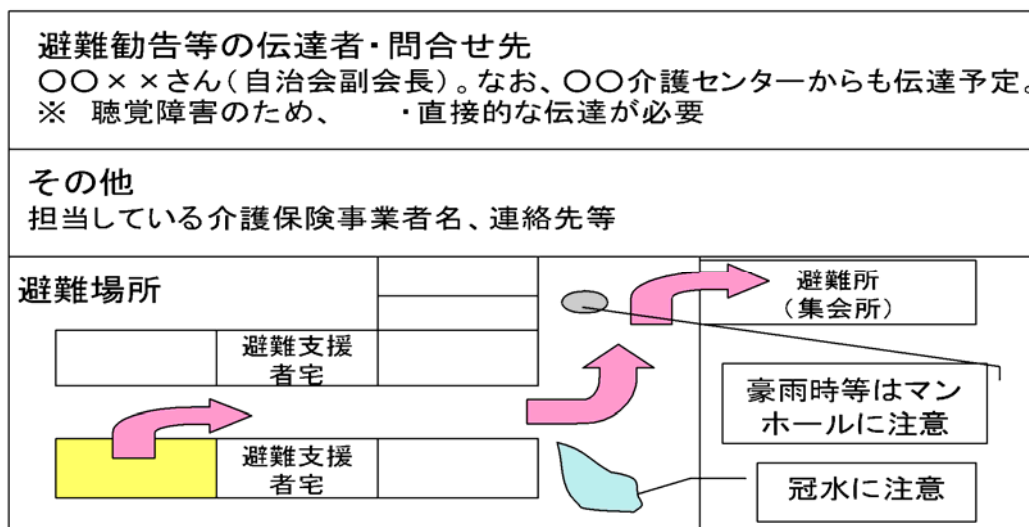 避難勧告等の伝達者・問合せ先
〇〇××さん(自治会副会長)。なお、〇〇介護センターからも伝達予定。
※ 聴覚障害のため、 ・直接的な伝達が必要
その他
担当している介護保険事業者名、連絡先等
避難場所
避難所
(集会所)
避難支援
者宅
豪雨時等はマン
ホールに注意
避難支援
者宅
冠水に注意